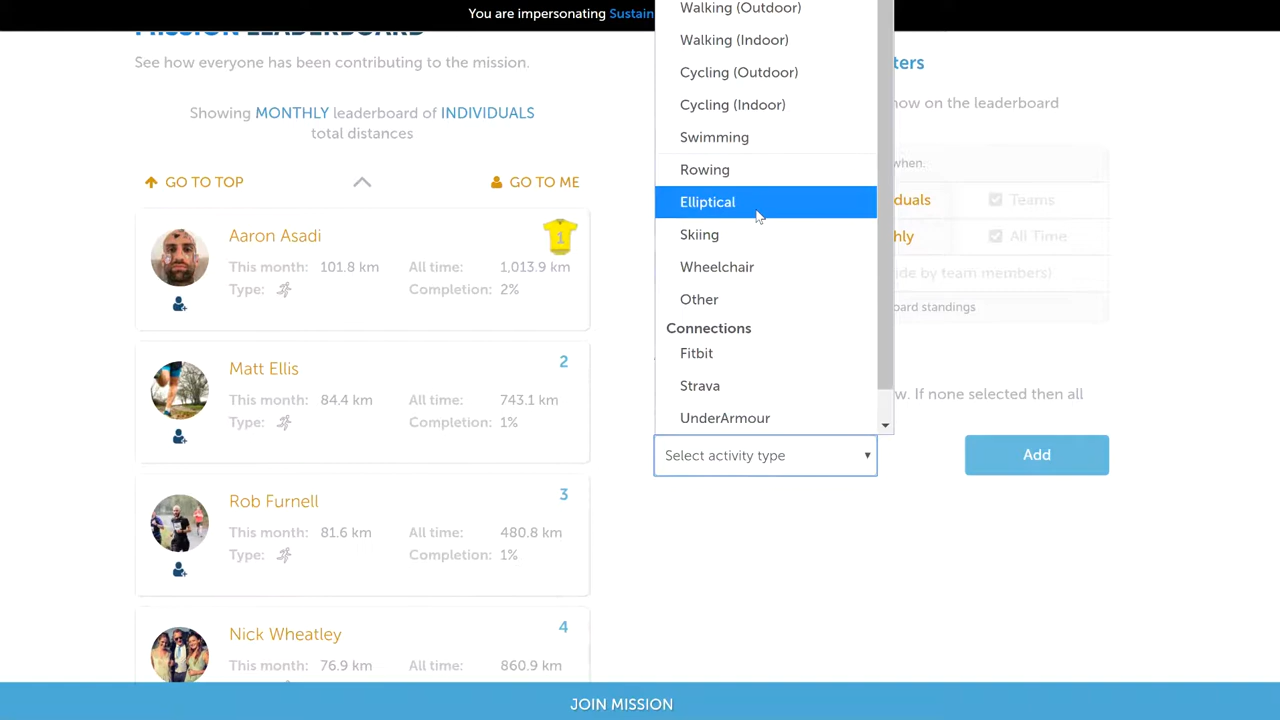 You are impersonating Sustain
MISSION LEADERBOARD
See how everyone has been contributing to the mission.
Showing MONTHLY leaderboard of INDIVIDUALS
total distances
GO TO TOP
GO TO ME
Aaron Asadi
1
This month: 101.8 km All time: 1,013.9 km
Type: Completion: 2%
Matt Ellis
2
This month: 84.4 km All time: 743.1 km
Type: Completion: 1%
Rob Furnell
3
This month: 81.6 km All time: 480.8 km
Type: Completion: 1%
Nick Wheatley
4
This month: 76.9 km All time: 860.9 km
Walking (Outdoor)
Walking (Indoor)
Cycling (Outdoor)
Cycling (Indoor)
Swimming
Rowing
Elliptical
Skiing
Wheelchair
Other
Connections
Fitbit
Strava
UnderArmour
Select activity type
ters
now on the leaderboard
when.
duals Teams
hly All Time
ide by team members)
oard standings
w. If none selected then all
Add
JOIN MISSION